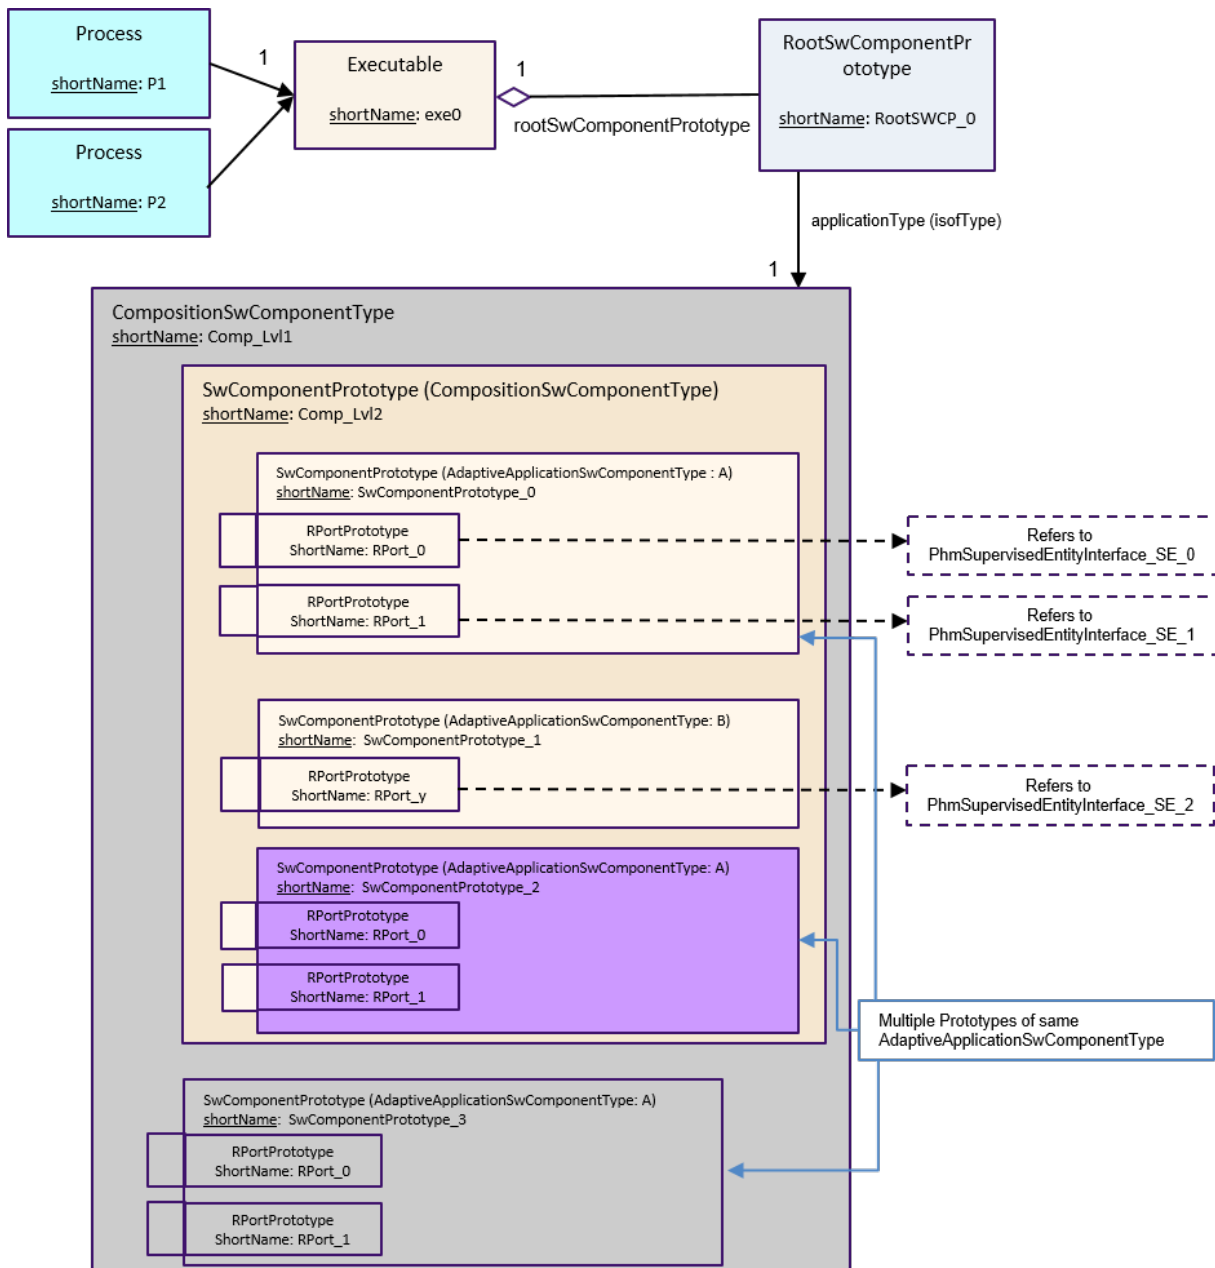 Process
shortName: P1
1
Executable
shortName: exe0
1
rootSwComponentPrototype
RootSwComponentPr
ototype
shortName: RootSWCP_0
Process
shortName: P2
applicationType (isofType)
1
CompositionSwComponentType
shortName: Comp_Lvl1
SwComponentPrototype (CompositionSwComponentType)
shortName: Comp_Lvl2
SwComponentPrototype (AdaptiveApplicationSwComponentType : A)
shortName: SwComponentPrototype_0
RPortPrototype
ShortName: RPort_0
Refers to
PhmSupervisedEntityInterface_SE_0
RPortPrototype
ShortName: RPort_1
Refers to
PhmSupervisedEntityInterface_SE_1
SwComponentPrototype (AdaptiveApplicationSwComponentType: B)
shortName: SwComponentPrototype_1
RPortPrototype
ShortName: RPort_y
Refers to
PhmSupervisedEntityInterface_SE_2
SwComponentPrototype (AdaptiveApplicationSwComponentType: A)
shortName: SwComponentPrototype_2
RPortPrototype
ShortName: RPort_0
RPortPrototype
ShortName: RPort_1
Multiple Prototypes of same
AdaptiveApplicationSwComponentType
SwComponentPrototype (AdaptiveApplicationSwComponentType: A)
shortName: SwComponentPrototype_3
RPortPrototype
ShortName: RPort_0
RPortPrototype
ShortName: RPort_1